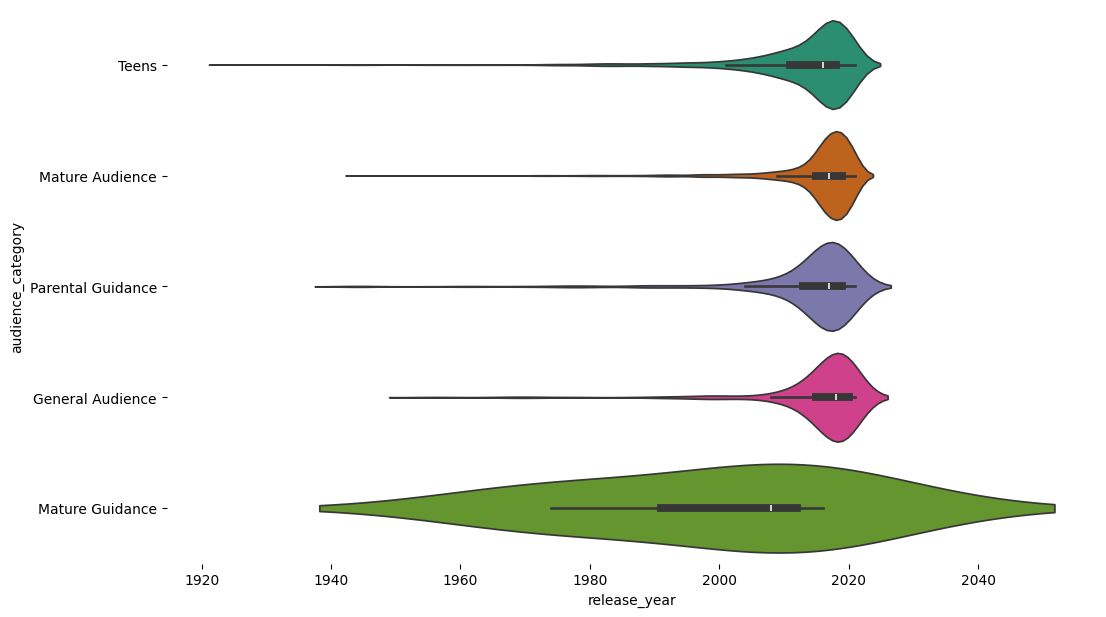 Teens
Mature Audience
Parental Guidance
General Audience
Mature Guidance
audience_category
1920 1940 1960 1980 2000 2020 2040
release_year